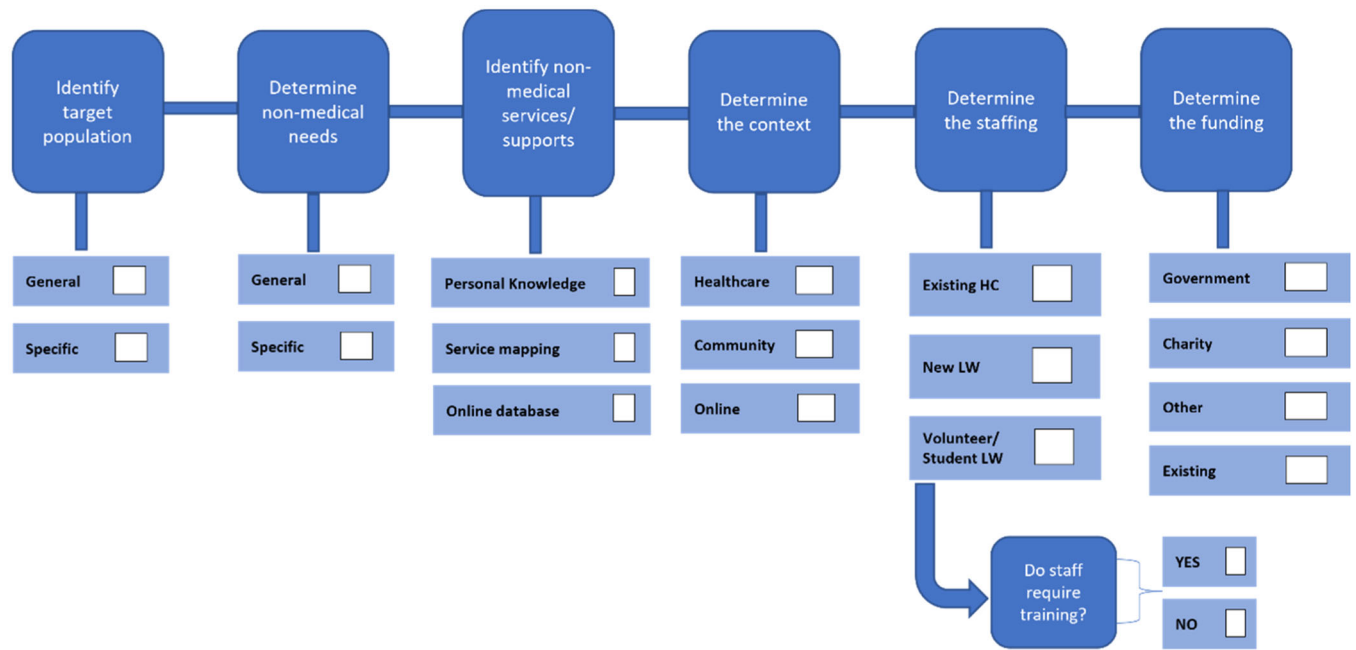 Identify
target
population
Determine
non-medical
needs
Identify non-
medical
services/
supports
Determine
the context
Determine
the staffing
Determine
the funding
General
Specific
General
Specific
Personal Knowledge
Service mapping
Online database
Healthcare
Community
Online
Existing HC
New LW
Volunteer/
Student LW
Government
Charity
Other
Existing
Do staff
require
training?
YES
NO